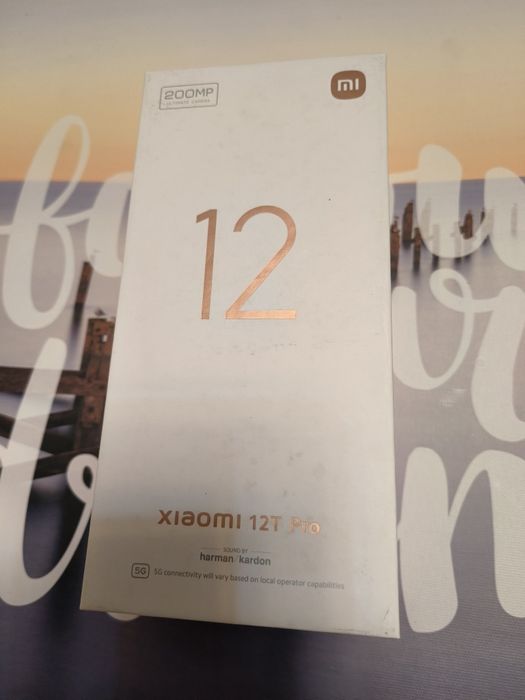 200MP
ULTIMATE CAMERA
mi
12
XIAOMI 12T Pro
SOUND BY
harman/kardon
5G 5G connectivity will vary based on local operator capabilities